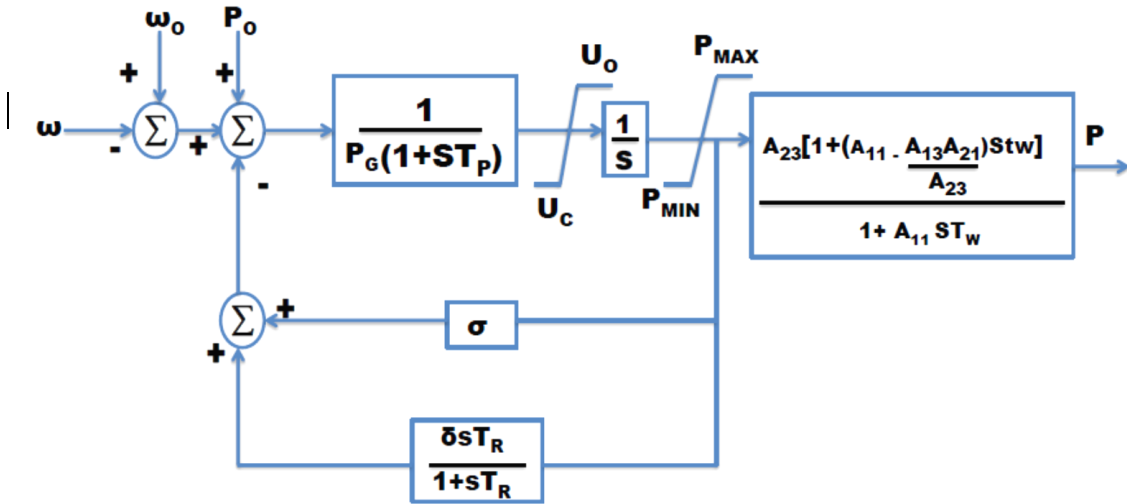 ω₀ P₀
+ +
ω - Σ + Σ
-
1
P_G(1+ST_P)
U₀
U_C
1
s
P_MAX
P_MIN
A₂₃[1+(A₁₁ - A₁₃A₂₁)Stw]
A₂₃
1+ A₁₁ ST_W
P
Σ + σ
+
δsT_R
1+sT_R